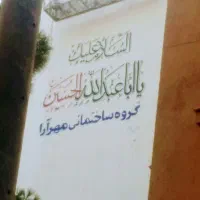 السلام علیک
یا اباعبدالله الحسین
گروه ساختمانی مهرآرا